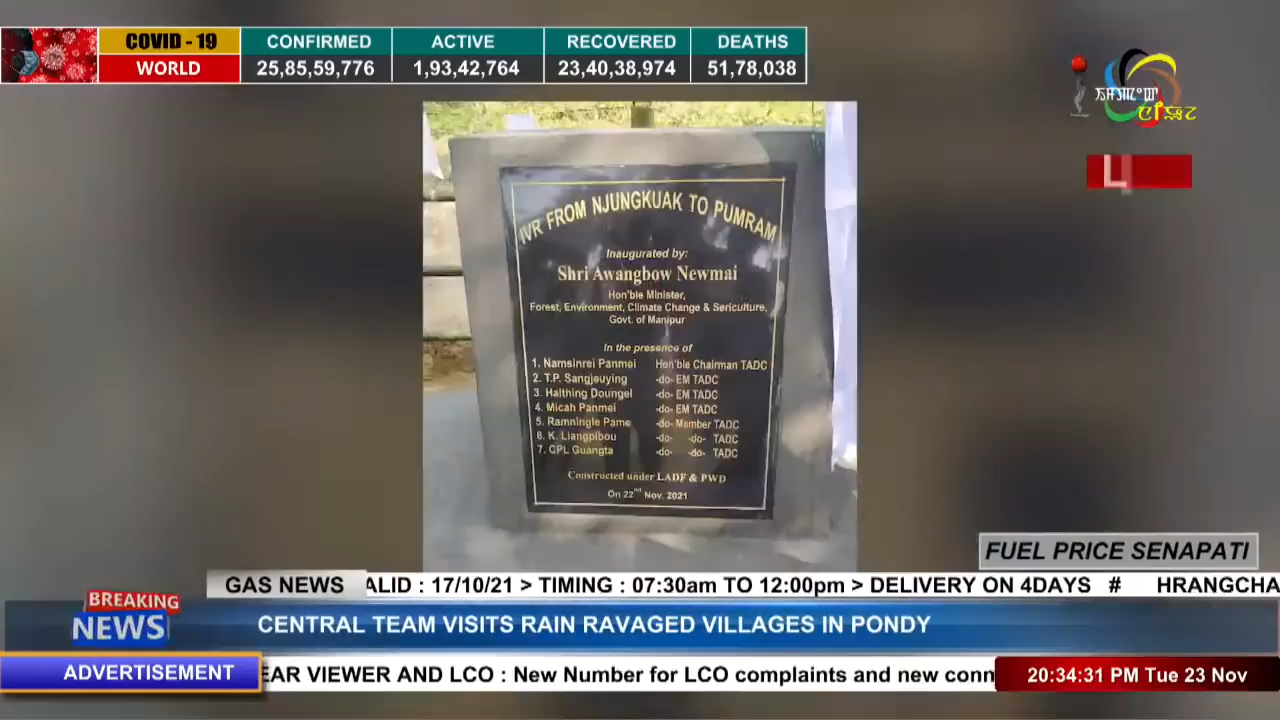 COVID - 19
WORLD
CONFIRMED ACTIVE RECOVERED DEATHS
25,85,59,776 1,93,42,764 23,40,38,974 51,78,038
IVR FROM NJUNGKUAK TO PUMRAM
Inaugurated by:
Shri Awangbow Newmai
Hon'ble Minister,
Forest, Environment, Climate Change & Sericulture,
Govt. of Manipur
In the presence of
1. Namsinrei Panmei Hon'ble Chairman TADC
2. T.P. Sangjeuying -do- EM TADC
3. Haithing Doungel -do- EM TADC
4. Micah Panmei -do- EM TADC
5. Ramningle Pame -do- Member TADC
6. K. Liangpibou -do- -do- TADC
7. CPL Guangta -do- -do- TADC
Constructed under LADF & PWD
On 22nd Nov. 2021
FUEL PRICE SENAPATI
GAS NEWS ALID : 17/10/21 > TIMING : 07:30am TO 12:00pm > DELIVERY ON 4DAYS # HRANGCHA
BREAKING
NEWS
CENTRAL TEAM VISITS RAIN RAVAGED VILLAGES IN PONDY
ADVERTISEMENT EAR VIEWER AND LCO : New Number for LCO complaints and new conn
20:34:31 PM Tue 23 Nov